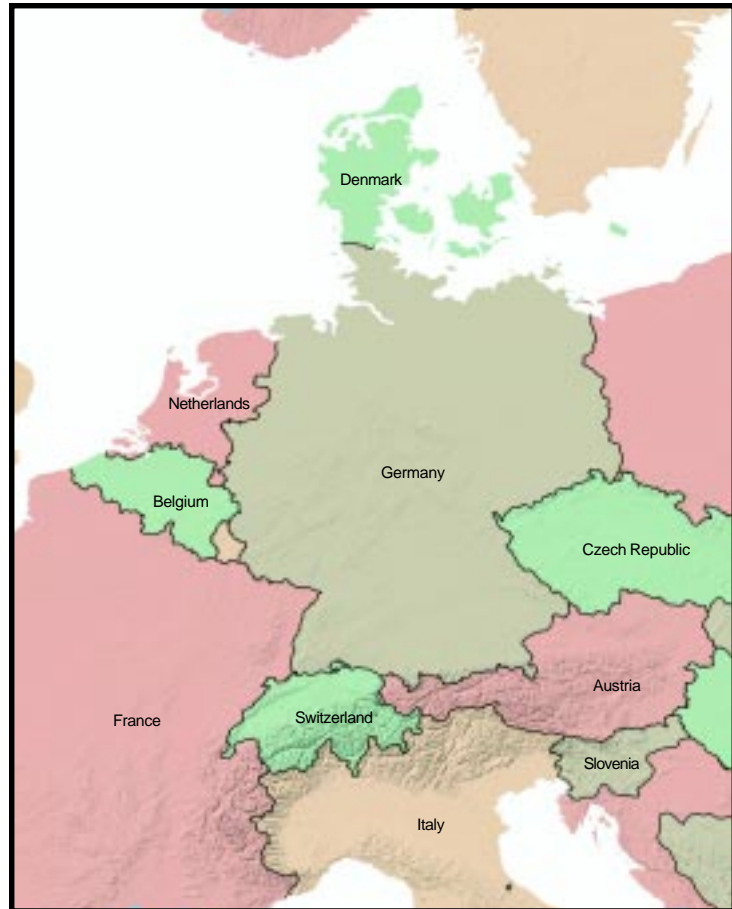 Denmark
Netherlands
Germany
Belgium
Czech Republic
Austria
Switzerland
France
Slovenia
Italy